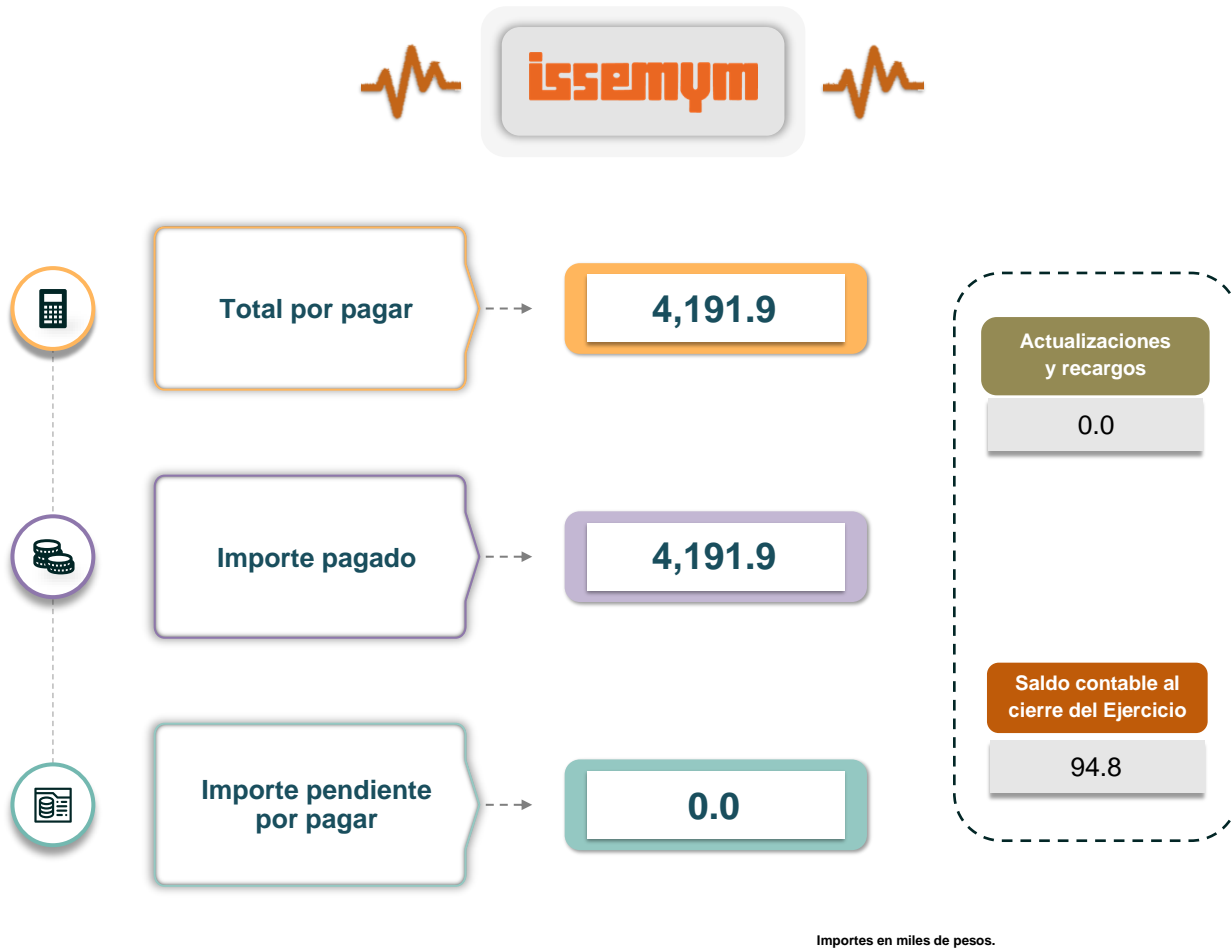 issemym
Total por pagar
4,191.9
Actualizaciones
y recargos
0.0
Importe pagado
4,191.9
Saldo contable al
cierre del Ejercicio
94.8
Importe pendiente
por pagar
0.0
Importes en miles de pesos.